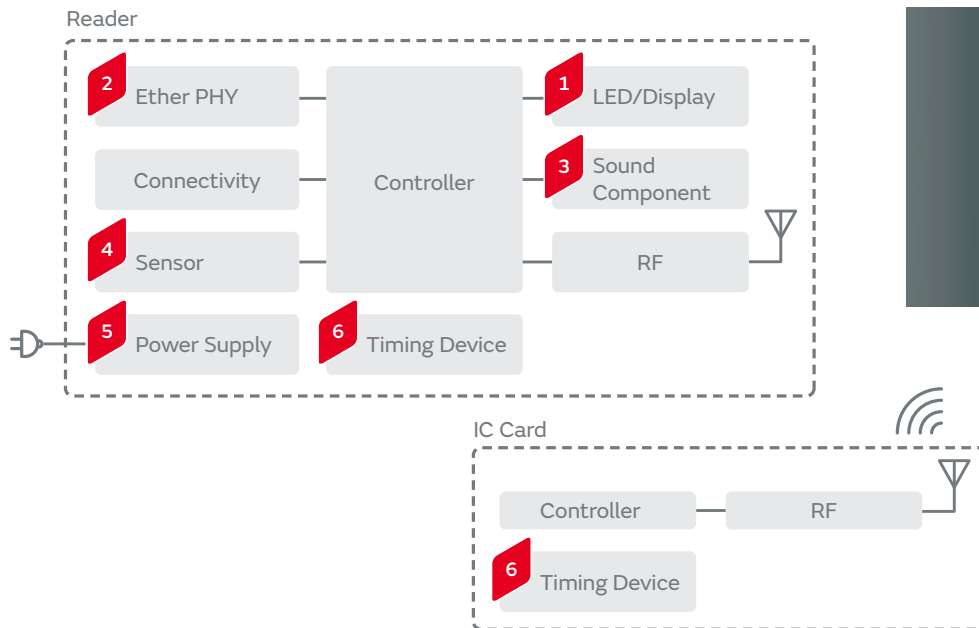 Reader
2
Ether PHY
1
LED/Display
Connectivity
Controller
3
Sound
Component
4
Sensor
RF
5
Power Supply
6
Timing Device
IC Card
Controller
RF
6
Timing Device